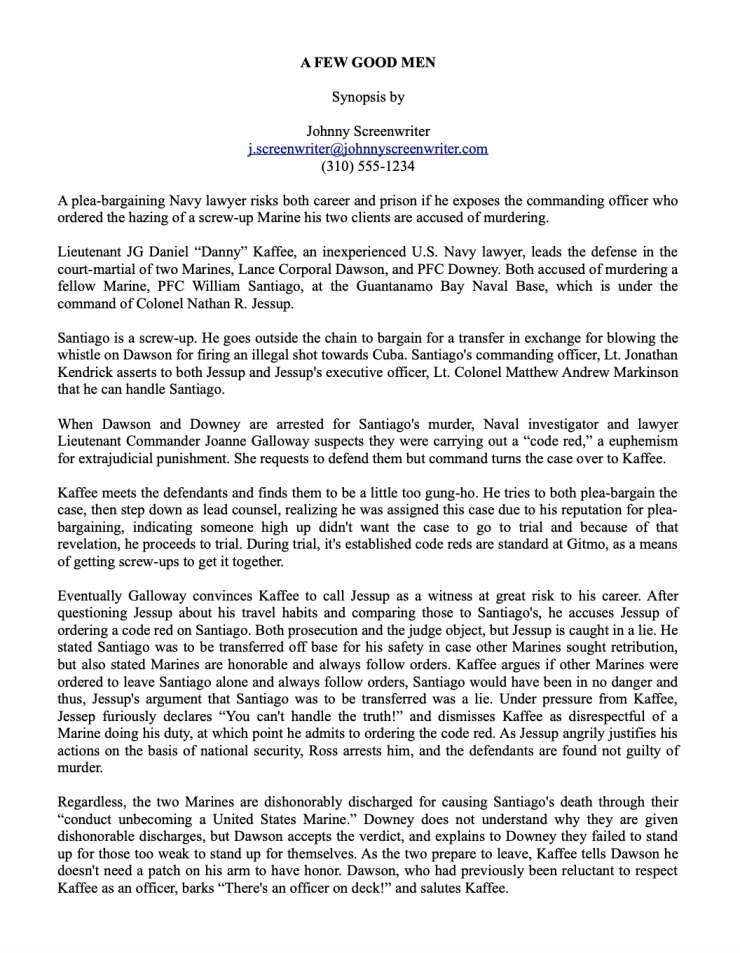 A FEW GOOD MEN
Synopsis by
Johnny Screenwriter
j.screenwriter@johnnyscreenwriter.com
(310) 555-1234
A plea-bargaining Navy lawyer risks both career and prison if he exposes the commanding officer who
ordered the hazing of a screw-up Marine his two clients are accused of murdering.
Lieutenant JG Daniel “Danny” Kaffee, an inexperienced U.S. Navy lawyer, leads the defense in the
court-martial of two Marines, Lance Corporal Dawson, and PFC Downey. Both accused of murdering a
fellow Marine, PFC William Santiago, at the Guantanamo Bay Naval Base, which is under the
command of Colonel Nathan R. Jessup.
Santiago is a screw-up. He goes outside the chain to bargain for a transfer in exchange for blowing the
whistle on Dawson for firing an illegal shot towards Cuba. Santiago's commanding officer, Lt. Jonathan
Kendrick asserts to both Jessup and Jessup's executive officer, Lt. Colonel Matthew Andrew Markinson
that he can handle Santiago.
When Dawson and Downey are arrested for Santiago's murder, Naval investigator and lawyer
Lieutenant Commander Joanne Galloway suspects they were carrying out a “code red,” a euphemism
for extrajudicial punishment. She requests to defend them but command turns the case over to Kaffee.
Kaffee meets the defendants and finds them to be a little too gung-ho. He tries to both plea-bargain the
case, then step down as lead counsel, realizing he was assigned this case due to his reputation for plea-
bargaining, indicating someone high up didn't want the case to go to trial and because of that
revelation, he proceeds to trial. During trial, it's established code reds are standard at Gitmo, as a means
of getting screw-ups to get it together.
Eventually Galloway convinces Kaffee to call Jessup as a witness at great risk to his career. After
questioning Jessup about his travel habits and comparing those to Santiago's, he accuses Jessup of
ordering a code red on Santiago. Both prosecution and the judge object, but Jessup is caught in a lie. He
stated Santiago was to be transferred off base for his safety in case other Marines sought retribution,
but also stated Marines are honorable and always follow orders. Kaffee argues if other Marines were
ordered to leave Santiago alone and always follow orders, Santiago would have been in no danger and
thus, Jessup's argument that Santiago was to be transferred was a lie. Under pressure from Kaffee,
Jessep furiously declares “You can't handle the truth!” and dismisses Kaffee as disrespectful of a
Marine doing his duty, at which point he admits to ordering the code red. As Jessup angrily justifies his
actions on the basis of national security, Ross arrests him, and the defendants are found not guilty of
murder.
Regardless, the two Marines are dishonorably discharged for causing Santiago's death through their
“conduct unbecoming a United States Marine.” Downey does not understand why they are given
dishonorable discharges, but Dawson accepts the verdict, and explains to Downey they failed to stand
up for those too weak to stand up for themselves. As the two prepare to leave, Kaffee tells Dawson he
doesn't need a patch on his arm to have honor. Dawson, who had previously been reluctant to respect
Kaffee as an officer, barks “There's an officer on deck!” and salutes Kaffee.